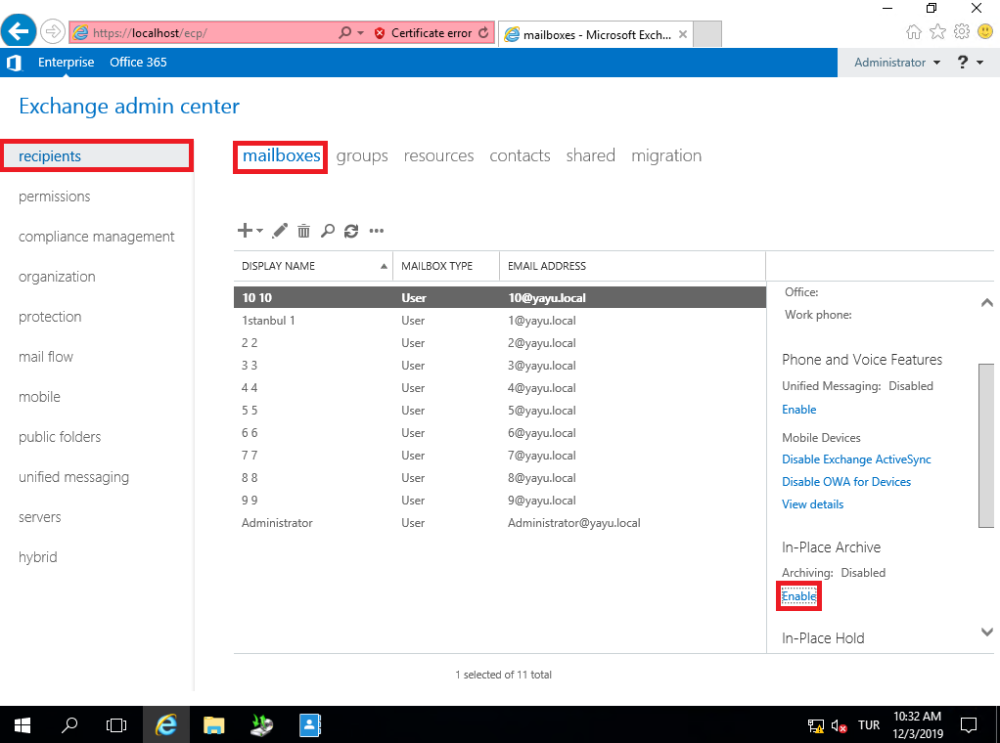 https://localhost/ecp/
Certificate error
mailboxes - Microsoft Exch...
Enterprise Office 365
Administrator ?
Exchange admin center
recipients
permissions
compliance management
organization
protection
mail flow
mobile
public folders
unified messaging
servers
hybrid
mailboxes groups resources contacts shared migration
DISPLAY NAME MAILBOX TYPE EMAIL ADDRESS
10 10 User 10@yayu.local
1stanbul 1 User 1@yayu.local
2 2 User 2@yayu.local
3 3 User 3@yayu.local
4 4 User 4@yayu.local
5 5 User 5@yayu.local
6 6 User 6@yayu.local
7 7 User 7@yayu.local
8 8 User 8@yayu.local
9 9 User 9@yayu.local
Administrator User Administrator@yayu.local
Office:
Work phone:
Phone and Voice Features
Unified Messaging: Disabled
Enable
Mobile Devices
Disable Exchange ActiveSync
Disable OWA for Devices
View details
In-Place Archive
Archiving: Disabled
Enable
In-Place Hold
1 selected of 11 total
TUR
10:32 AM
12/3/2019